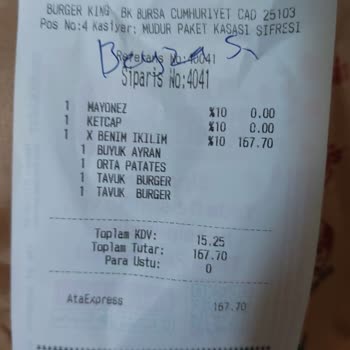 BURGER KING BK BURSA CUMHURIYET CAD 25103
Pos No:4 Kasiyer: MUDUR PAKET KASASI SIFRESI
Referans No:40041
Siparis No:4041
1 MAYONEZ %10 0.00
1 KETCAP %10 0.00
1 X BENIM IKILIM %10 167.70
1 BUYUK AYRAN
1 ORTA PATATES
1 TAVUK BURGER
1 TAVUK BURGER
Toplam KDV: 15.25
Toplam Tutar: 167.70
Para Ustu: 0
AtaExpress 167.70